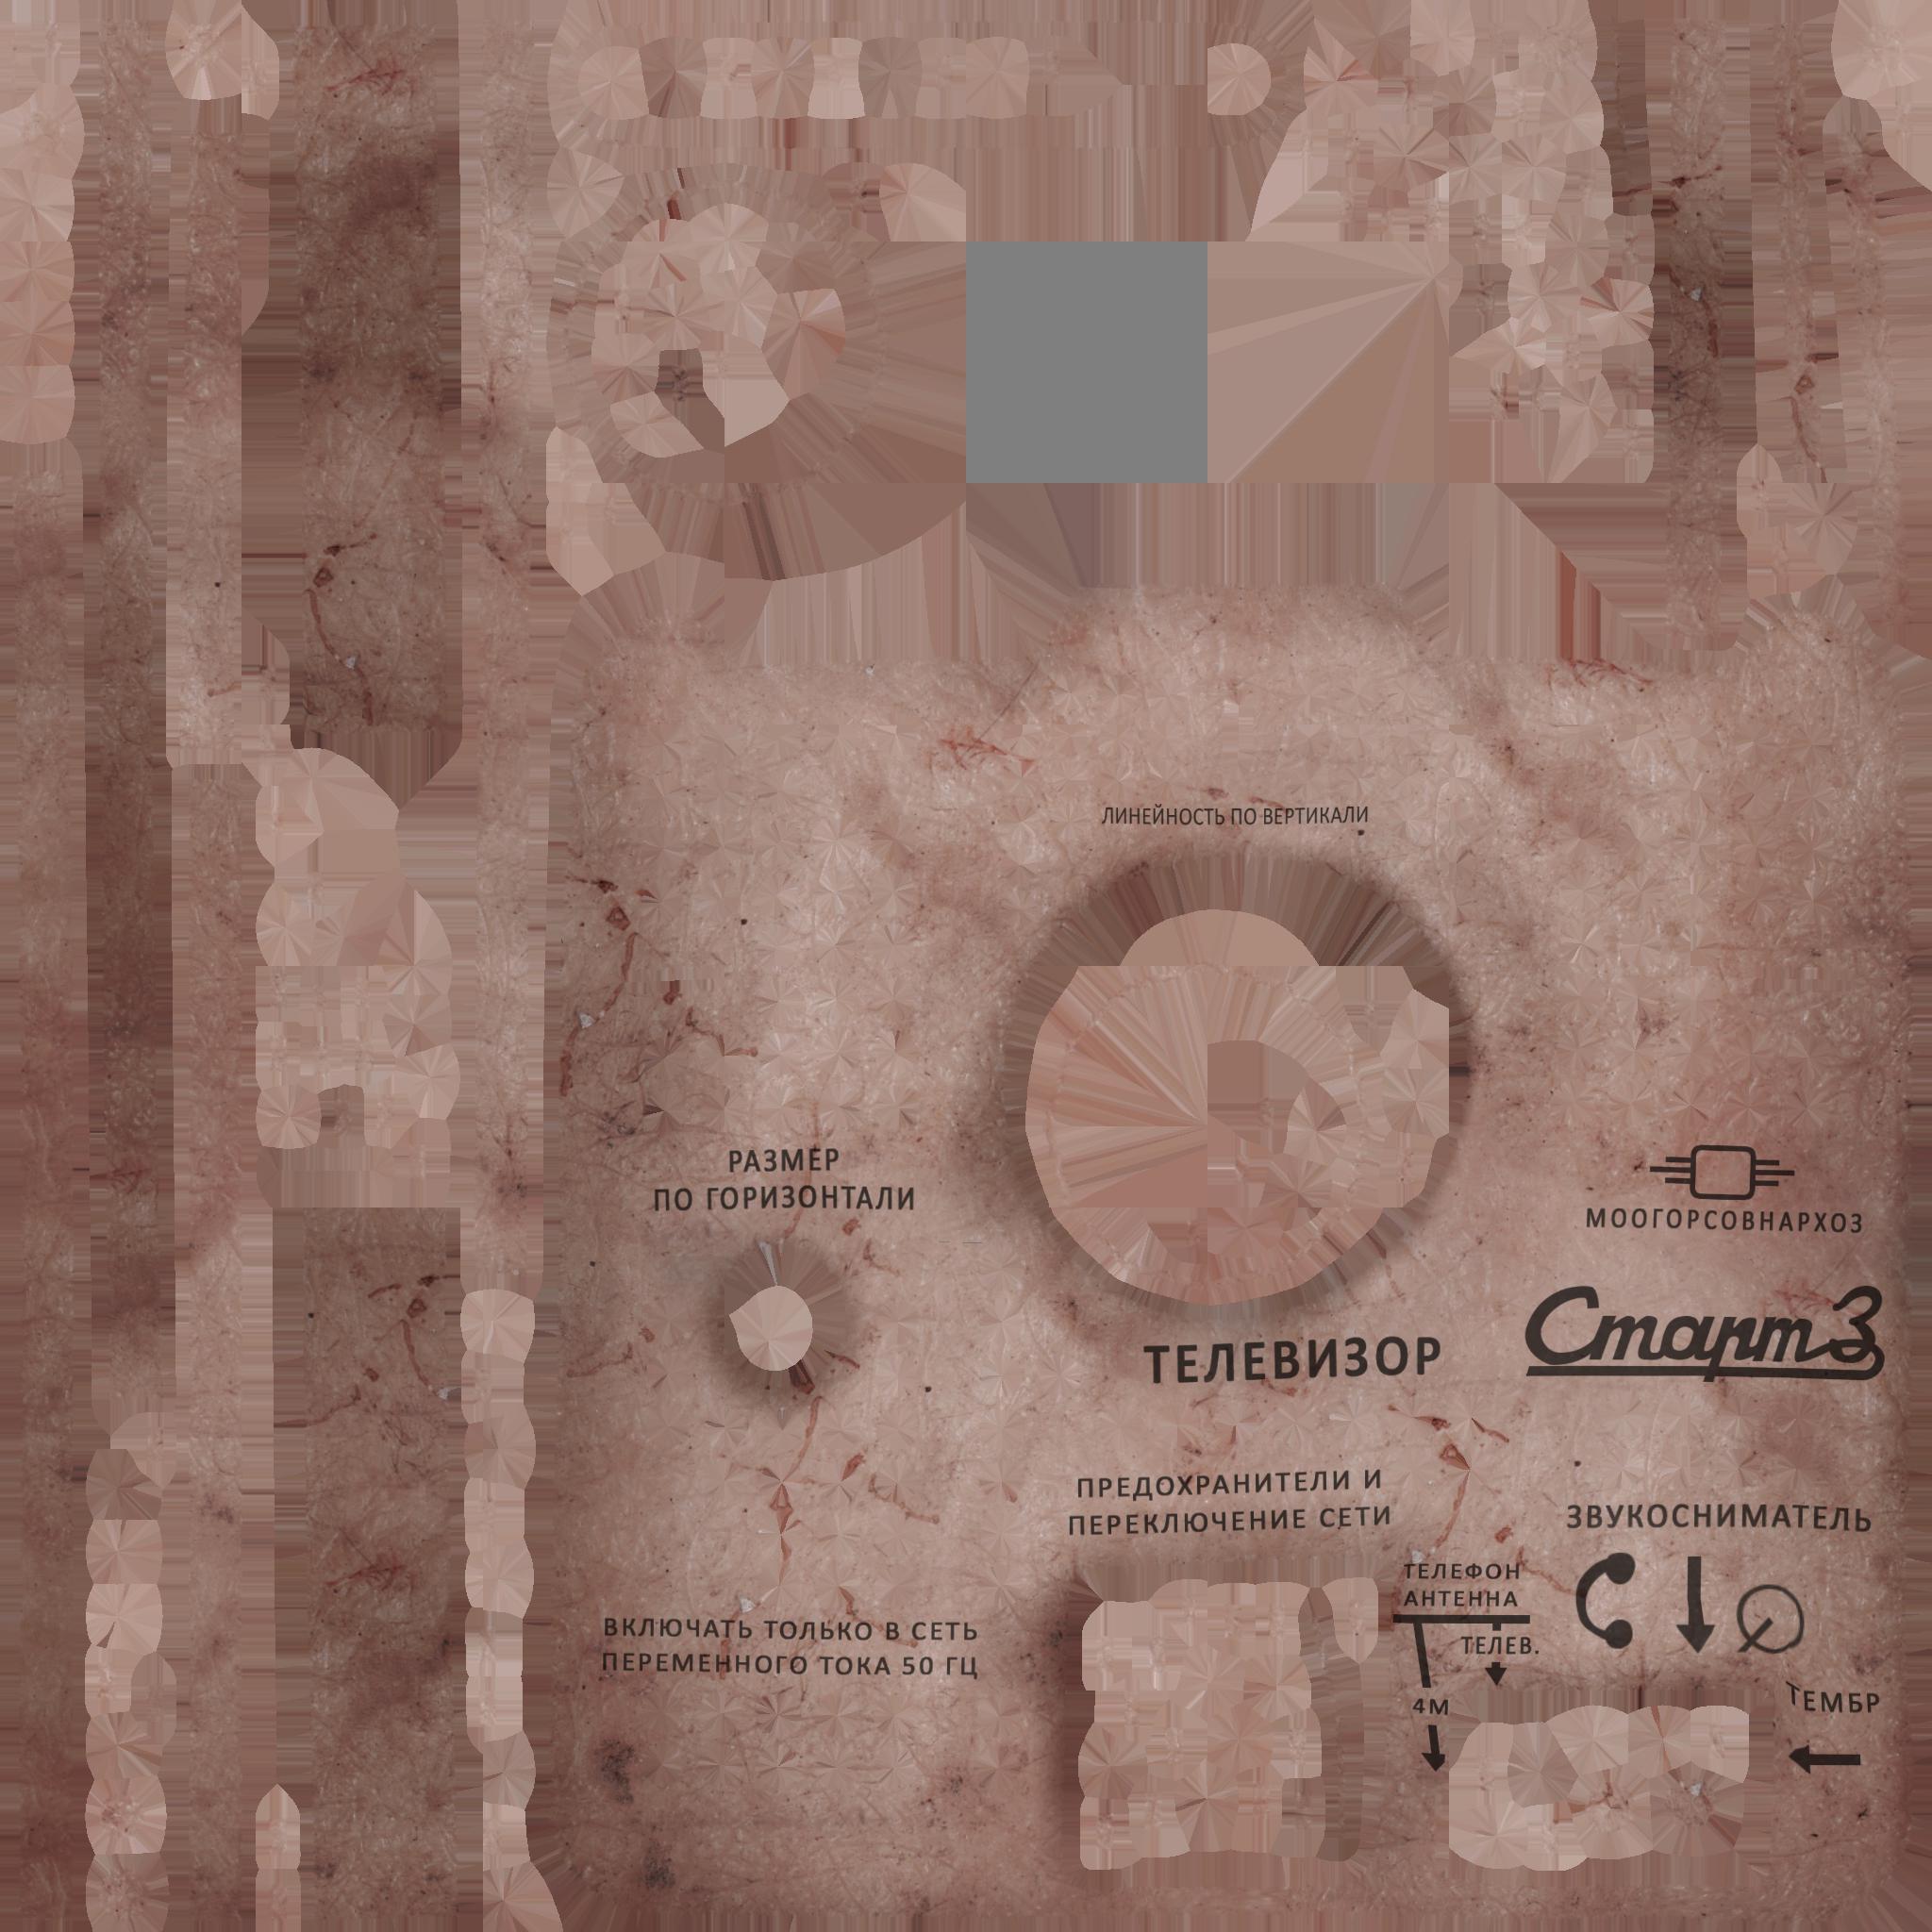 ЛИНЕЙНОСТЬ ПО ВЕРТИКАЛИ
РАЗМЕР
ПО ГОРИЗОНТАЛИ
МООГОРСОВНАРХОЗ
Старт 3
ТЕЛЕВИЗОР
ПРЕДОХРАНИТЕЛИ И
ПЕРЕКЛЮЧЕНИЕ СЕТИ
ЗВУКОСНИМАТЕЛЬ
ТЕЛЕФОН
АНТЕННА
ТЕЛЕВ.
4М
ВКЛЮЧАТЬ ТОЛЬКО В СЕТЬ
ПЕРЕМЕННОГО ТОКА 50 ГЦ
ТЕМБР